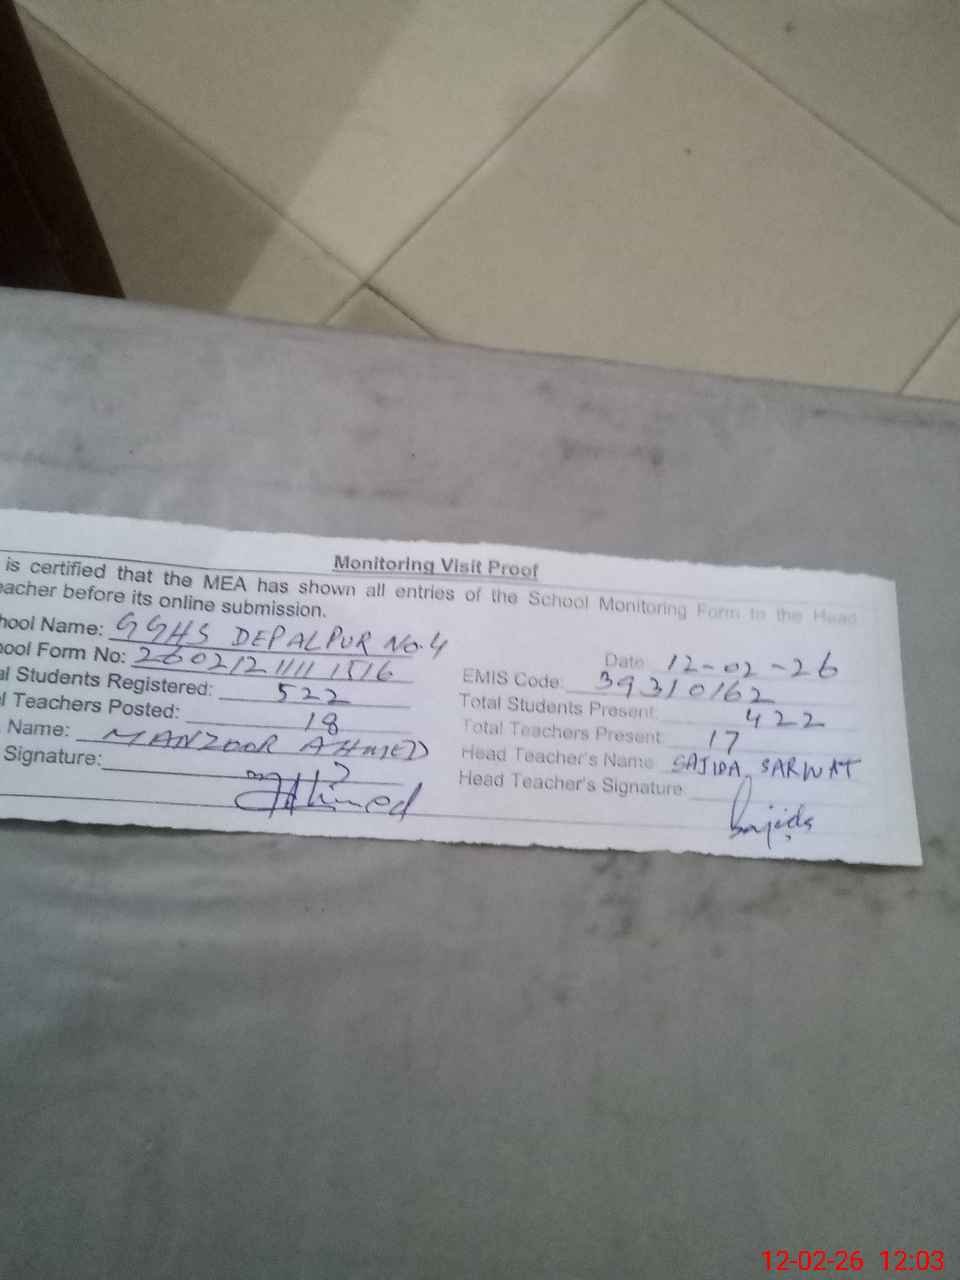 Monitoring Visit Proof
is certified that the MEA has shown all entries of the School Monitoring Form to the Head
eacher before its online submission.
hool Name: GGHS DEPALPUR No.4
Date 12-02-26
ool Form No: 26021211111516
EMIS Code: 39310162
al Students Registered: 522
Total Students Present: 422
l Teachers Posted: 18
Total Teachers Present 17
Name: MANZOOR AHMED
Head Teacher's Name SAJIDA SARWAT
Signature: Ahmed
Head Teacher's Signature Sajida
12-02-26 12:03